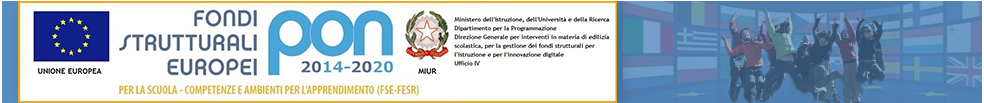 UNIONE EUROPEA
FONDI
STRUTTURALI
EUROPEI
pon
2014-2020
MIUR
Ministero dell'Istruzione, dell'Università e della Ricerca
Dipartimento per la Programmazione
Direzione Generale per interventi in materia di edilizia
scolastica, per la gestione dei fondi strutturali per
l'istruzione e per l'innovazione digitale
Ufficio IV
PER LA SCUOLA - COMPETENZE E AMBIENTI PER L'APPRENDIMENTO (FSE-FESR)